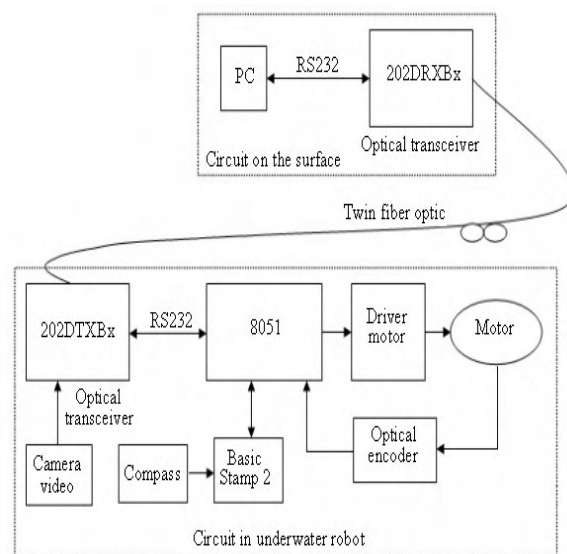 PC
RS232
202DRXBx
Optical transceiver
Circuit on the surface
Twin fiber optic
202DTXBx
RS232
8051
Driver
motor
Motor
Optical
transceiver
Camera
video
Compass
Basic
Stamp 2
Optical
encoder
Circuit in underwater robot